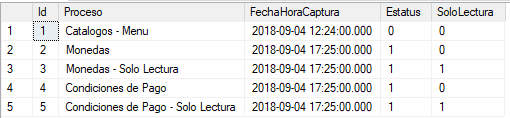 Id Proceso FechaHoraCaptura Estatus SoloLectura
1 1 Catalogos - Menu 2018-09-04 12:24:00.000 0 0
2 2 Monedas 2018-09-04 17:25:00.000 1 0
3 3 Monedas - Solo Lectura 2018-09-04 17:25:00.000 1 1
4 4 Condiciones de Pago 2018-09-04 17:25:00.000 1 0
5 5 Condiciones de Pago - Solo Lectura 2018-09-04 17:25:00.000 1 1